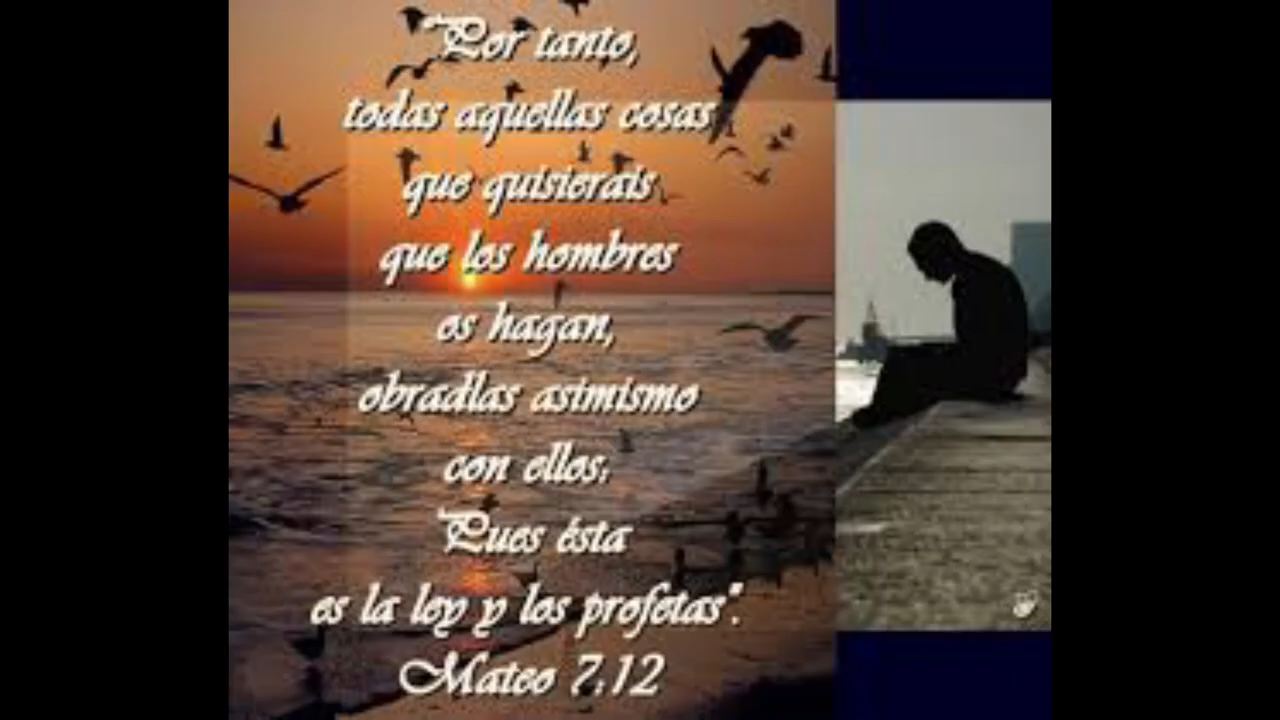 "Por tanto,
todas aquellas cosas
que quisierais
que los hombres
os hagan,
obradlas asimismo
con ellos;
Pues ésta
es la ley y los profetas".
Mateo 7:12